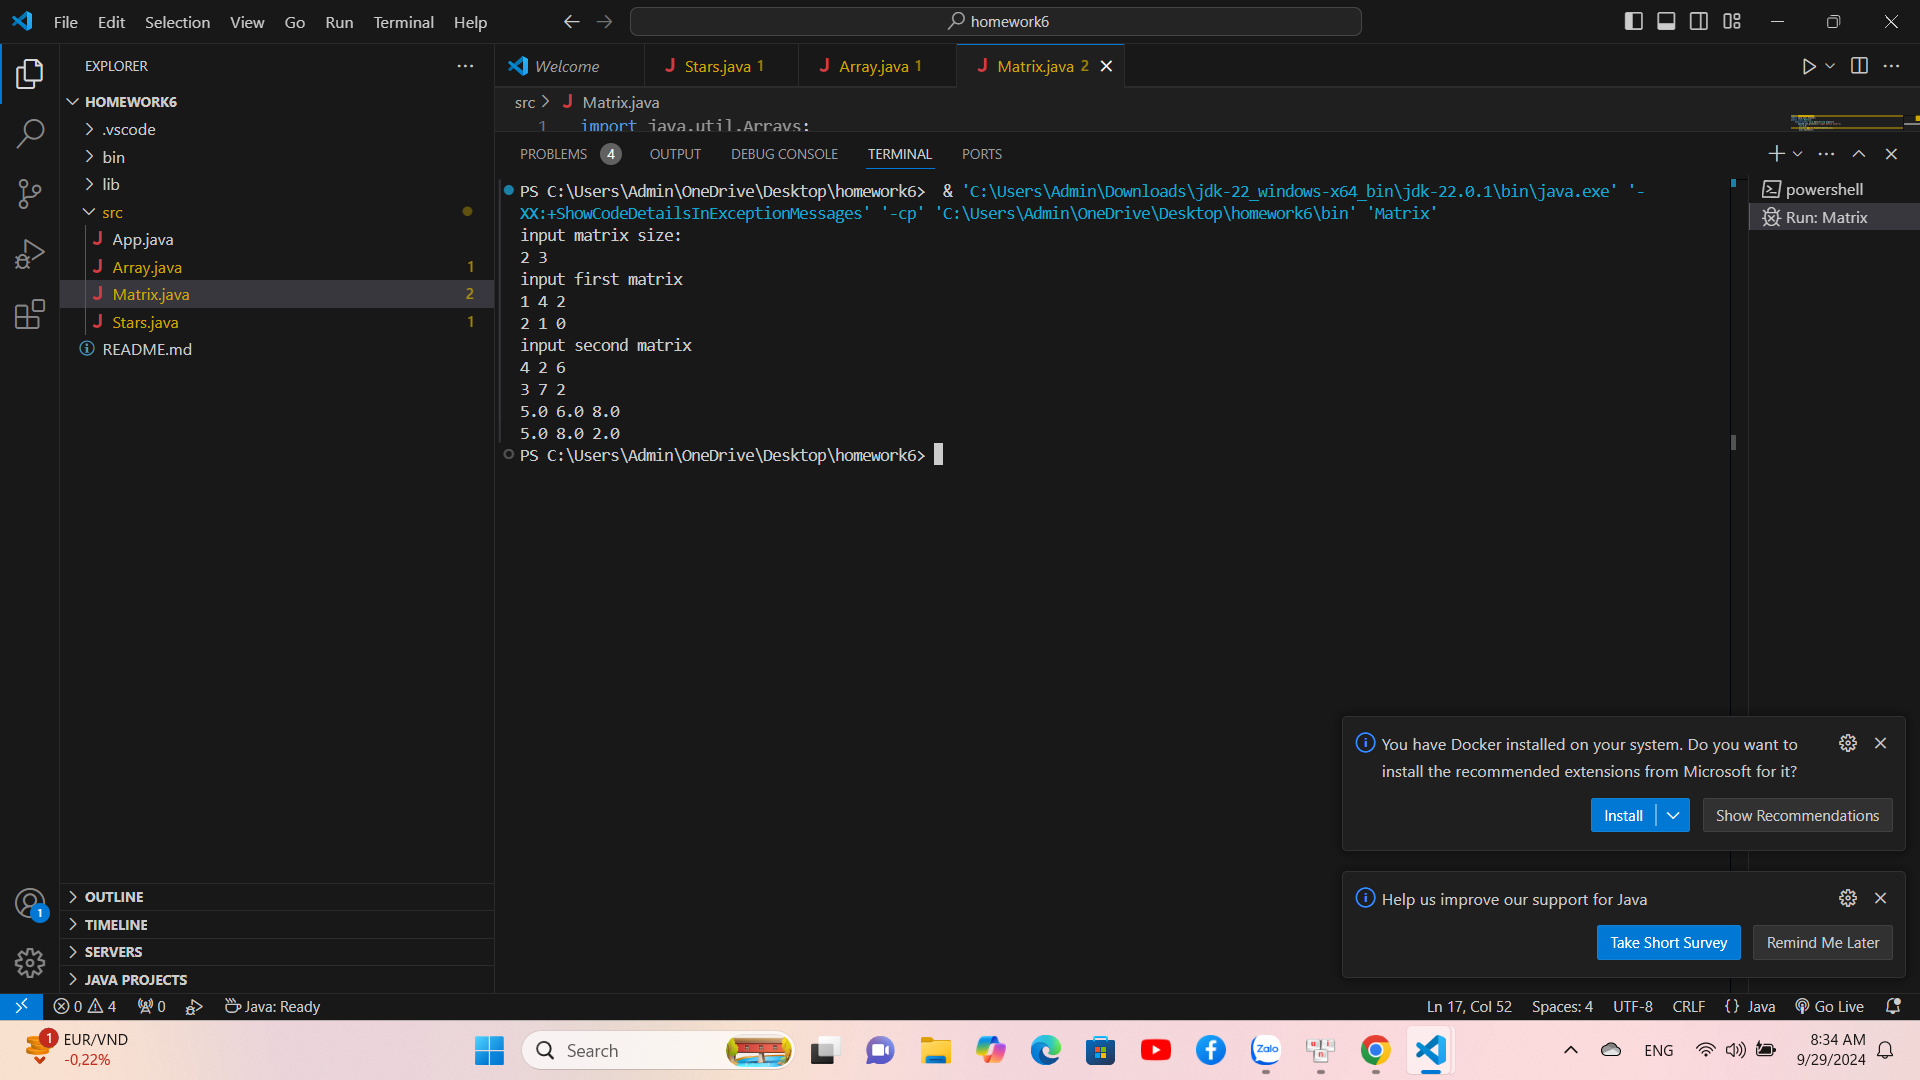 File Edit Selection View Go Run Terminal Help
homework6
EXPLORER
HOMEWORK6
.vscode
bin
lib
src
App.java
Array.java 1
Matrix.java 2
Stars.java 1
README.md
OUTLINE
TIMELINE
SERVERS
JAVA PROJECTS
1
Welcome
Stars.java 1
Array.java 1
Matrix.java 2
src > Matrix.java
1 import java.util.Arrays;
PROBLEMS 4 OUTPUT DEBUG CONSOLE TERMINAL PORTS
PS C:\Users\Admin\OneDrive\Desktop\homework6> & 'C:\Users\Admin\Downloads\jdk-22_windows-x64_bin\jdk-22.0.1\bin\java.exe' '-
XX:+ShowCodeDetailsInExceptionMessages' '-cp' 'C:\Users\Admin\OneDrive\Desktop\homework6\bin' 'Matrix'
input matrix size:
2 3
input first matrix
1 4 2
2 1 0
input second matrix
4 2 6
3 7 2
5.0 6.0 8.0
5.0 8.0 2.0
PS C:\Users\Admin\OneDrive\Desktop\homework6>
powershell
Run: Matrix
You have Docker installed on your system. Do you want to
install the recommended extensions from Microsoft for it?
Install
Show Recommendations
Help us improve our support for Java
Take Short Survey
Remind Me Later
0 4 0 Java: Ready
Ln 17, Col 52 Spaces: 4 UTF-8 CRLF {} Java Go Live
1
EUR/VND
-0,22%
Search
Zalo
ENG
8:34 AM
9/29/2024